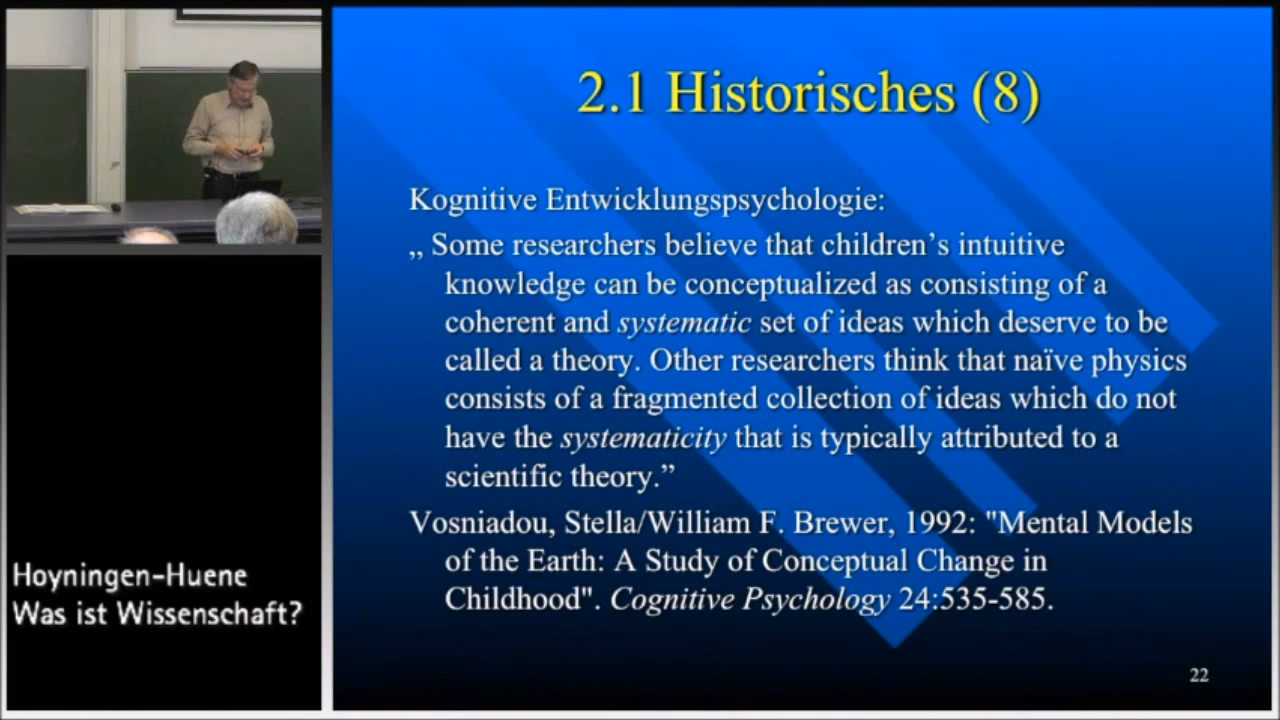 2.1 Historisches (8)
Kognitive Entwicklungspsychologie:
„ Some researchers believe that children’s intuitive
knowledge can be conceptualized as consisting of a
coherent and systematic set of ideas which deserve to be
called a theory. Other researchers think that naïve physics
consists of a fragmented collection of ideas which do not
have the systematicity that is typically attributed to a
scientific theory.”
Vosniadou, Stella/William F. Brewer, 1992: "Mental Models
of the Earth: A Study of Conceptual Change in
Childhood". Cognitive Psychology 24:535-585.
22
Hoyningen-Huene
Was ist Wissenschaft?